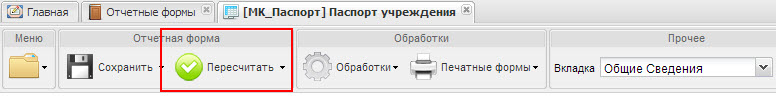 Главная Отчетные формы [МК_Паспорт] Паспорт учреждения
Меню Отчетная форма Обработки Прочее
Сохранить Пересчитать Обработки Печатные формы Вкладка Общие Сведения